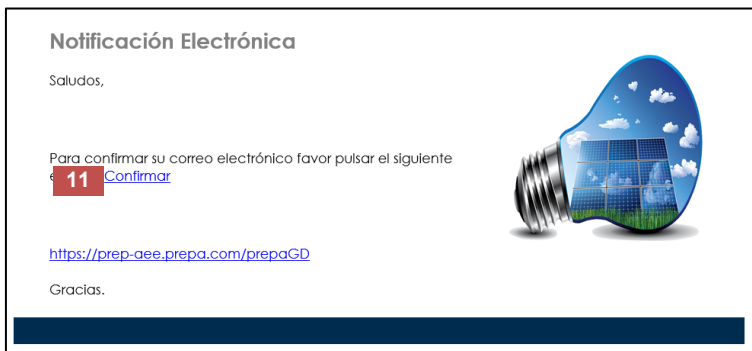 Notificación Electrónica
Saludos,
Para confirmar su correo electrónico favor pulsar el siguiente
11 Confirmar
https://prep-aee.prepa.com/prepaGD
Gracias.